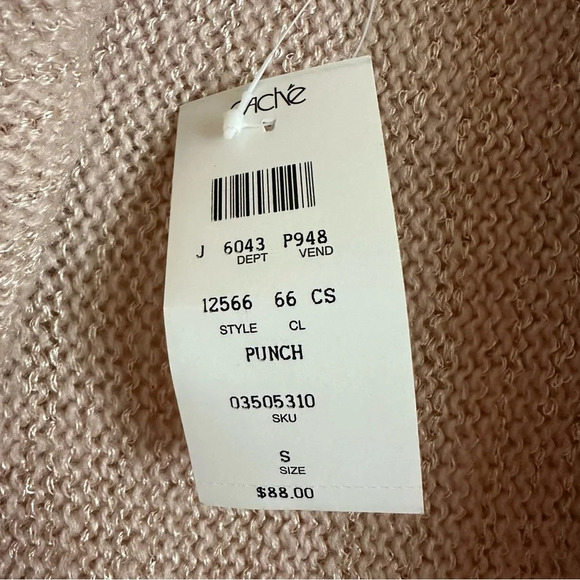 Caché
J 6043 P948
DEPT VEND
12566 66 CS
STYLE CL
PUNCH
03505310
SKU
S
SIZE
$88.00